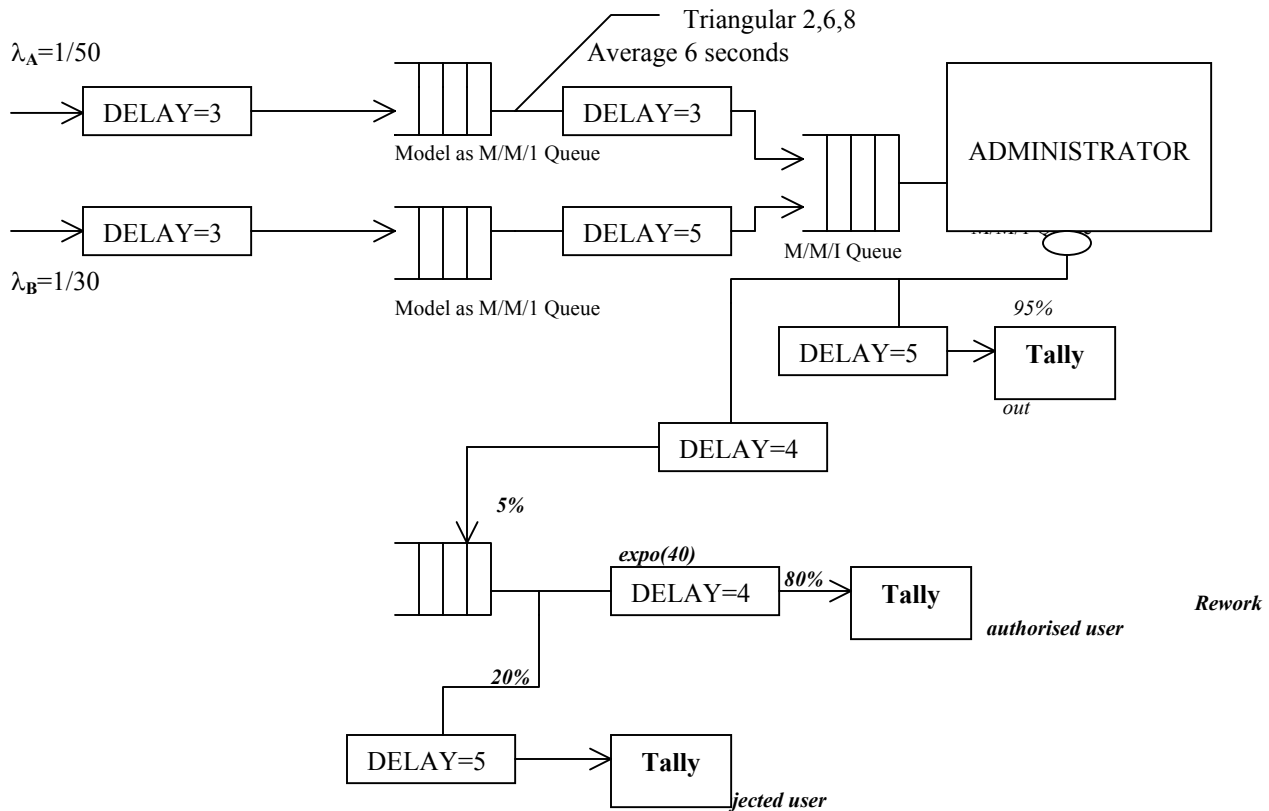 Triangular 2,6,8
λA=1/50
Average 6 seconds
DELAY=3
DELAY=3
Model as M/M/1 Queue
ADMINISTRATOR
DELAY=3
DELAY=5
M/M/I Queue
λB=1/30
Model as M/M/1 Queue
95%
DELAY=5
Tally
out
DELAY=4
5%
expo(40)
DELAY=4
80%
Tally
Rework
authorised user
20%
DELAY=5
Tally
jected user